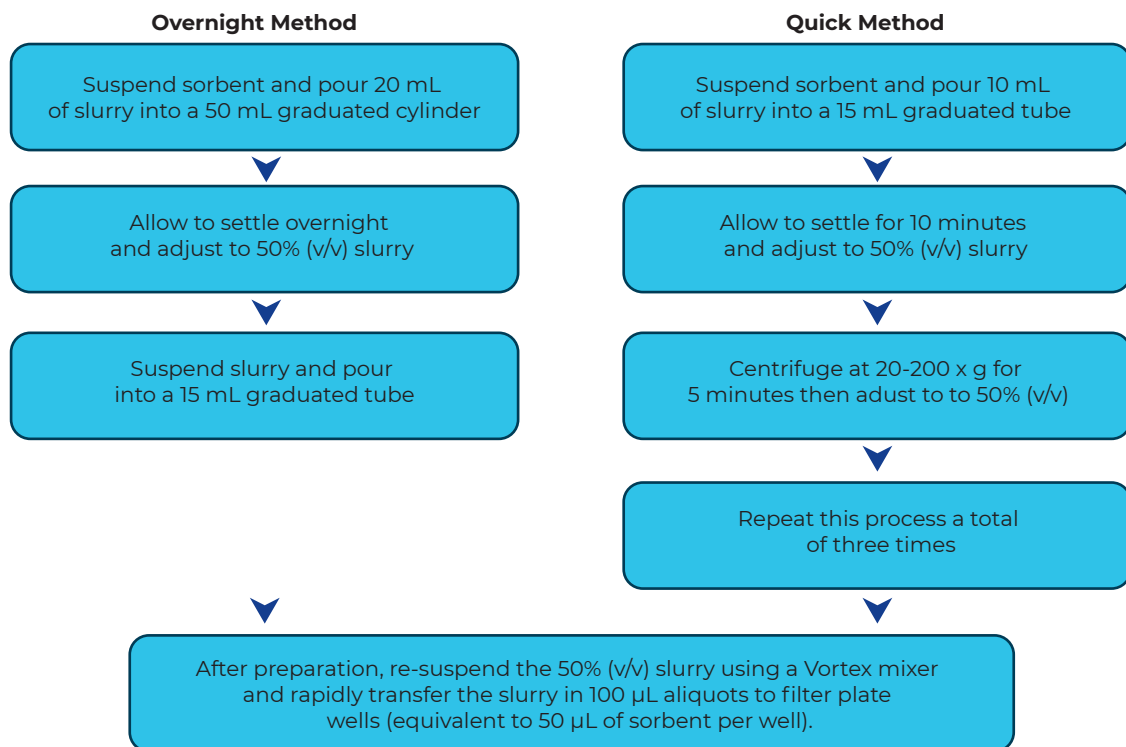 Overnight Method
Suspend sorbent and pour 20 mL
of slurry into a 50 mL graduated cylinder
Allow to settle overnight
and adjust to 50% (v/v) slurry
Suspend slurry and pour
into a 15 mL graduated tube
Quick Method
Suspend sorbent and pour 10 mL
of slurry into a 15 mL graduated tube
Allow to settle for 10 minutes
and adjust to 50% (v/v) slurry
Centrifuge at 20-200 x g for
5 minutes then adust to to 50% (v/v)
Repeat this process a total
of three times
After preparation, re-suspend the 50% (v/v) slurry using a Vortex mixer
and rapidly transfer the slurry in 100 µL aliquots to filter plate
wells (equivalent to 50 µL of sorbent per well).